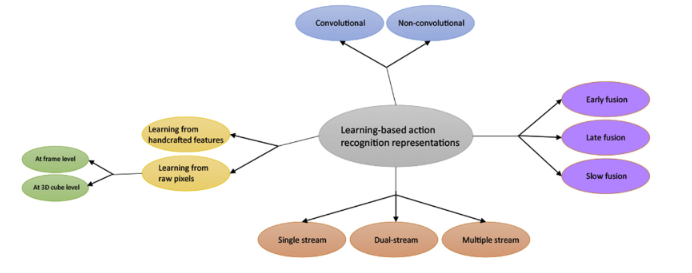 Convolutional
Non-convolutional
Learning-based action
recognition representations
Early fusion
Late fusion
Slow fusion
Learning from
handcrafted features
Learning from
raw pixels
At frame level
At 3D cube level
Single stream
Dual-stream
Multiple stream